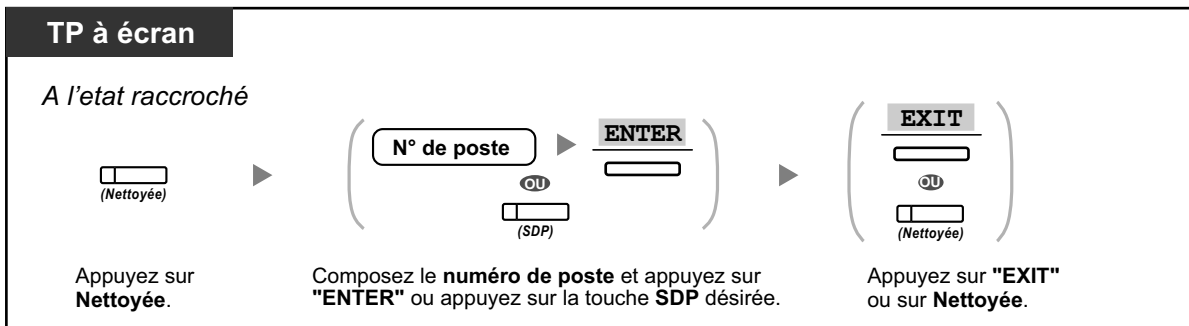 TP à écran
A l'etat raccroché
(Nettoyée)
N° de poste
ENTER
OU
(SDP)
EXIT
OU
(Nettoyée)
Appuyez sur
Nettoyée.
Composez le numéro de poste et appuyez sur
"ENTER" ou appuyez sur la touche SDP désirée.
Appuyez sur "EXIT"
ou sur Nettoyée.